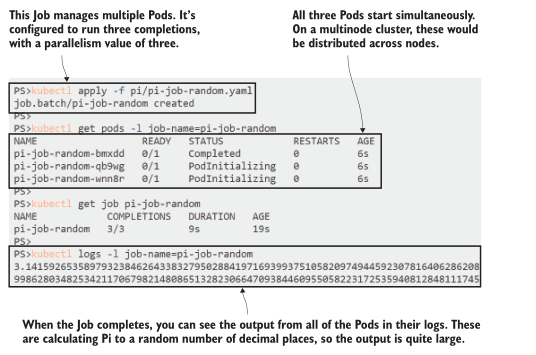 This Job manages multiple Pods. It's
configured to run three completions,
with a parallelism value of three.
All three Pods start simultaneously.
On a multinode cluster, these would
be distributed across nodes.
PS>kubectl apply -f pi/pi-job-random.yaml
job.batch/pi-job-random created
PS>
PS>kubectl get pods -l job-name=pi-job-random
NAME READY STATUS RESTARTS AGE
pi-job-random-bmxdd 0/1 Completed 0 6s
pi-job-random-qb9wg 0/1 PodInitializing 0 6s
pi-job-random-wnn8r 0/1 PodInitializing 0 6s
PS>
PS>kubectl get job pi-job-random
NAME COMPLETIONS DURATION AGE
pi-job-random 3/3 9s 19s
PS>
PS>kubectl logs -l job-name=pi-job-random
3.141592653589793238462643383279502884197169399375105820974944592307816406286208
99862803482534211706798214808651328230664709384460955058223172535940812848111745
When the Job completes, you can see the output from all of the Pods in their logs. These
are calculating Pi to a random number of decimal places, so the output is quite large.